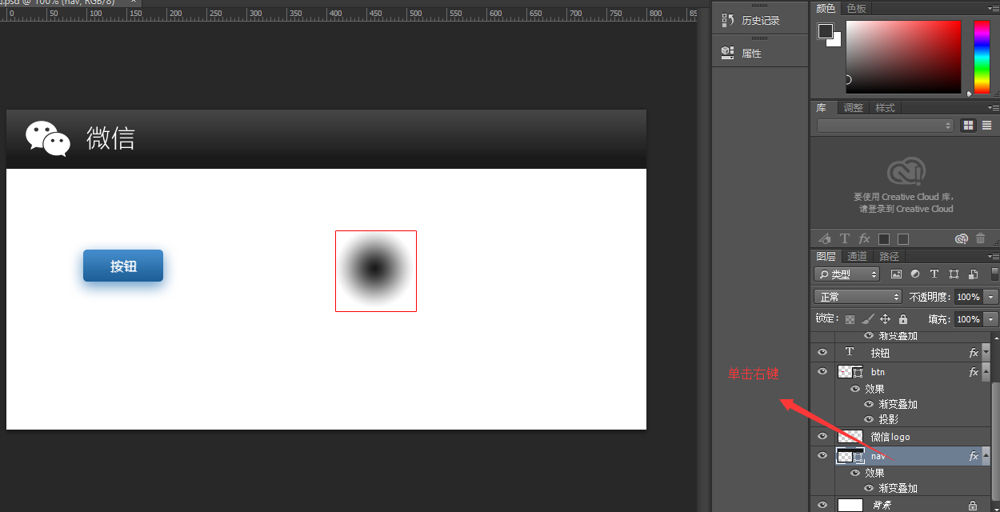 .psd @ 100% (nav, RGB/8) ×
0 50 100 150 200 250 300 350 400 450 500 550 600 650 700 750 800 85
微信
按钮
历史记录
属性
单击右键
颜色 色板
库 调整 样式
要使用 Creative Cloud 库，
请登录到 Creative Cloud
T fx
图层 通道 路径
类型 T
正常 不透明度: 100%
锁定: 填充: 100%
渐变叠加
T 按钮 fx
btn fx
效果
渐变叠加
投影
微信logo
nav fx
效果
渐变叠加
背景